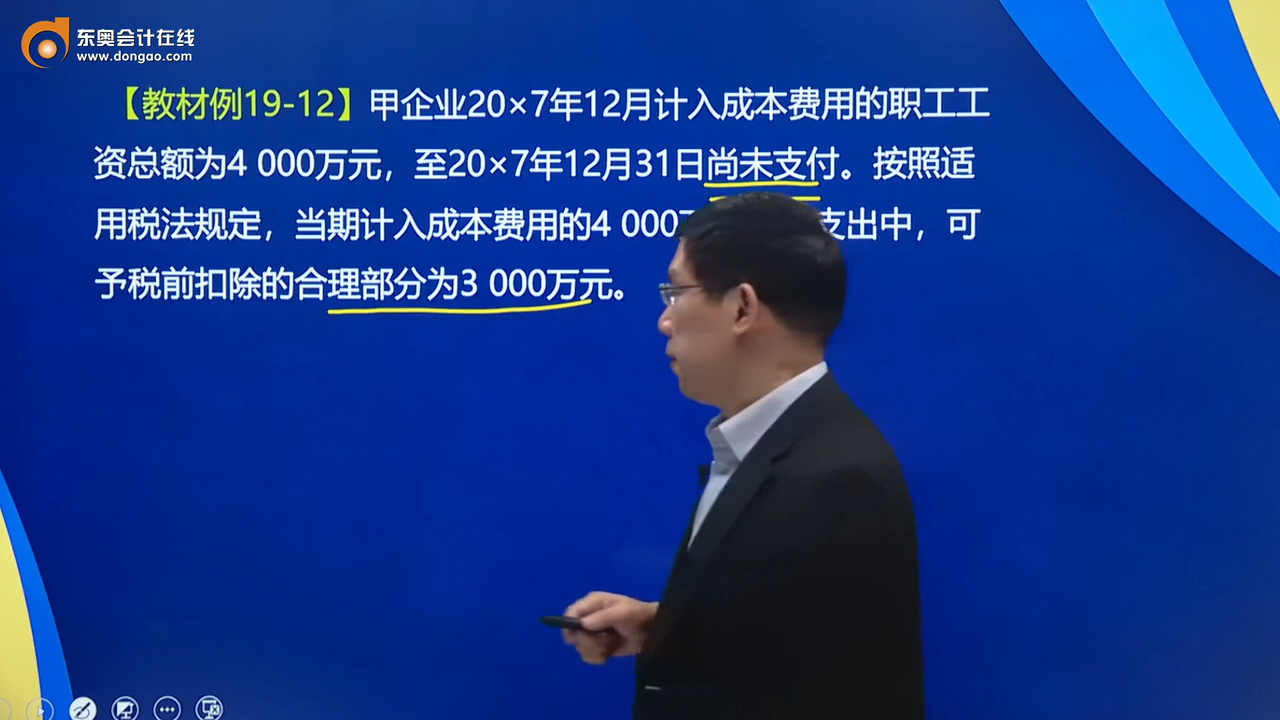 东奥会计在线
www.dongao.com
【教材例19-12】甲企业20×7年12月计入成本费用的职工工
资总额为4 000万元，至20×7年12月31日尚未支付。按照适
用税法规定，当期计入成本费用的4 000 支出中，可
予税前扣除的合理部分为3 000万元。